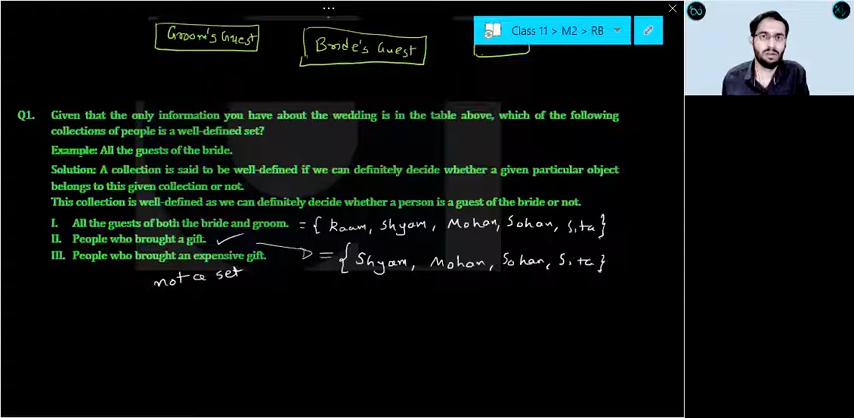 ...
Groom's Guest
Bride's Guest
Class 11 > M2 > RB
Q1. Given that the only information you have about the wedding is in the table above, which of the following
collections of people is a well-defined set?
Example: All the guests of the bride.
Solution: A collection is said to be well-defined if we can definitely decide whether a given particular object
belongs to this given collection or not.
This collection is well-defined as we can definitely decide whether a person is a guest of the bride or not.
I. All the guests of both the bride and groom. = {Raam, Shyam, Mohan, Sohan, Sita}
II. People who brought a gift. ✓
III. People who brought an expensive gift. = {Shyam, Mohan, Sohan, Sita}
not a set